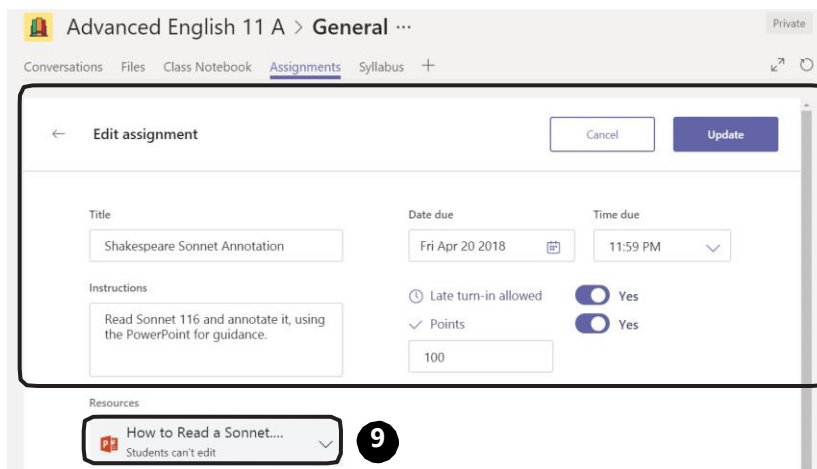 Advanced English 11 A > General ...
Private
Conversations Files Class Notebook Assignments Syllabus +
← Edit assignment
Cancel
Update
Title
Date due
Time due
Shakespeare Sonnet Annotation
Fri Apr 20 2018
11:59 PM
Instructions
Late turn-in allowed
Yes
Read Sonnet 116 and annotate it, using
the PowerPoint for guidance.
Points
Yes
100
Resources
How to Read a Sonnet....
Students can't edit
9